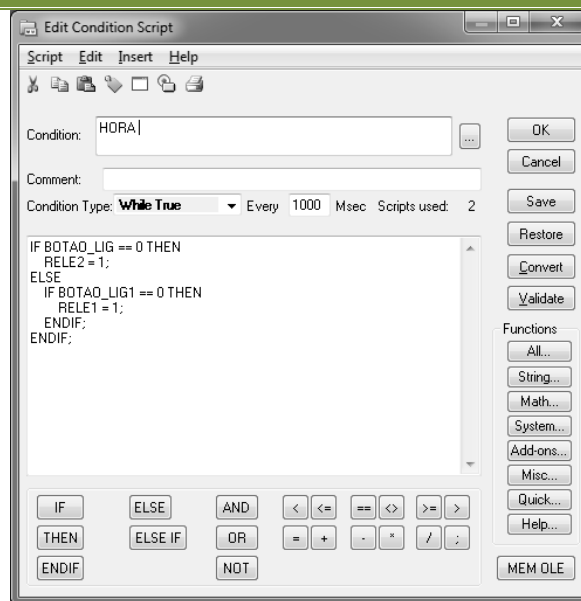 Edit Condition Script
Script Edit Insert Help
Condition: HORA ...
OK
Cancel
Comment:
Condition Type: While True Every 1000 Msec Scripts used: 2
Save
Restore
Convert
Validate
IF BOTAO_LIG == 0 THEN
RELE2 = 1;
ELSE
IF BOTAO_LIG1 == 0 THEN
RELE1 = 1;
ENDIF;
ENDIF;
Functions
All...
String...
Math...
System...
Add-ons...
Misc...
Quick...
Help...
IF ELSE AND < <= == <> >= >
THEN ELSE IF OR = + - * / ;
ENDIF NOT MEM OLE